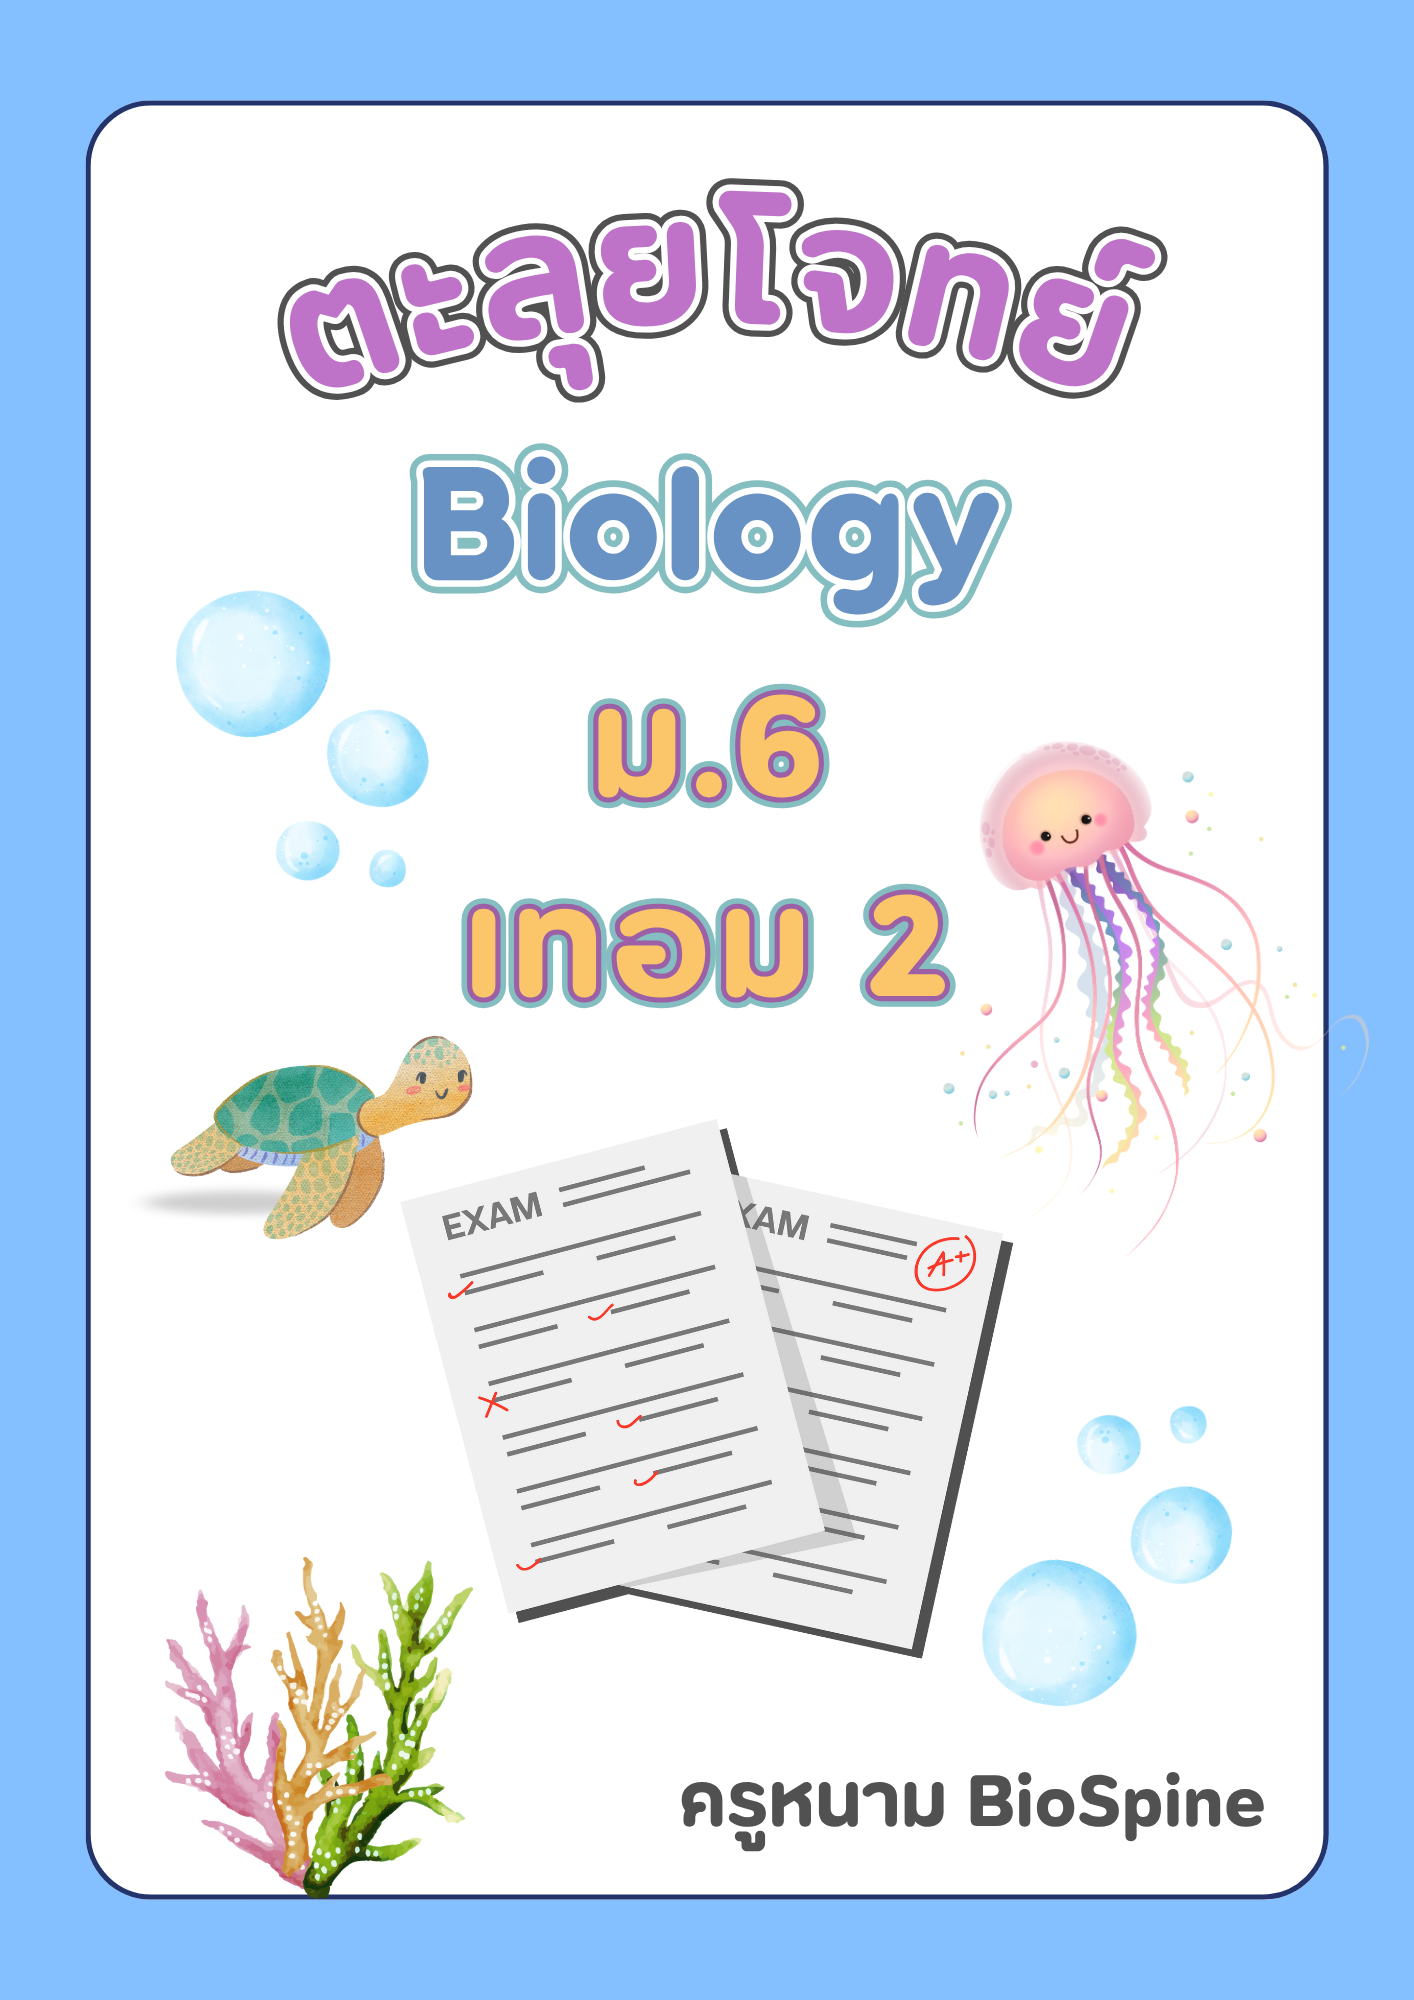 ตะลุยโจทย์
Biology
ม.6
เทอม 2
EXAM
XAM
A+
ครูหนาม BioSpine